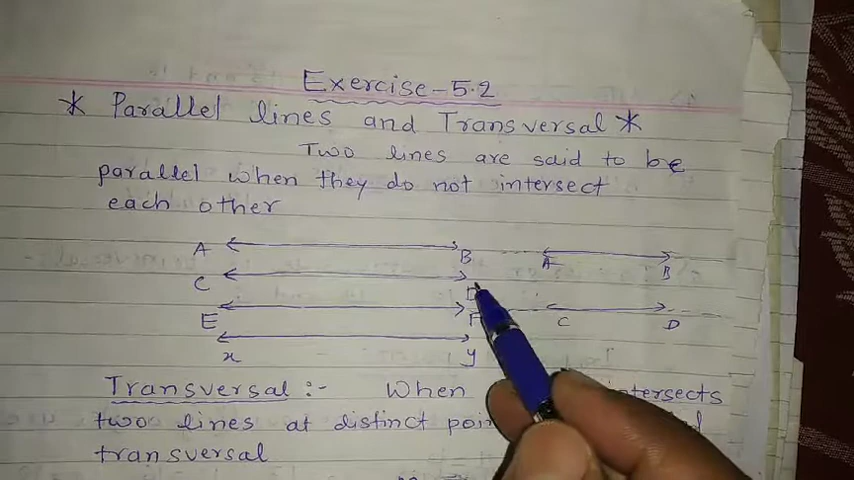 Exercise-5.2
* Parallel lines and Transversal *
Two lines are said to be
parallel when they do not intersect
each other
A B A B
C D
E F C D
x y
Transversal :- When intersects
two lines at distinct
transversal